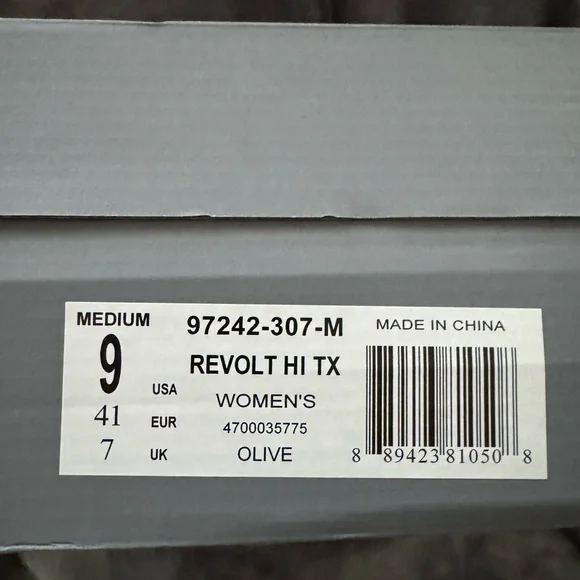 MEDIUM
9 USA
41 EUR
7 UK
97242-307-M
REVOLT HI TX
WOMEN'S
4700035775
OLIVE
MADE IN CHINA
8 89423 81050 8